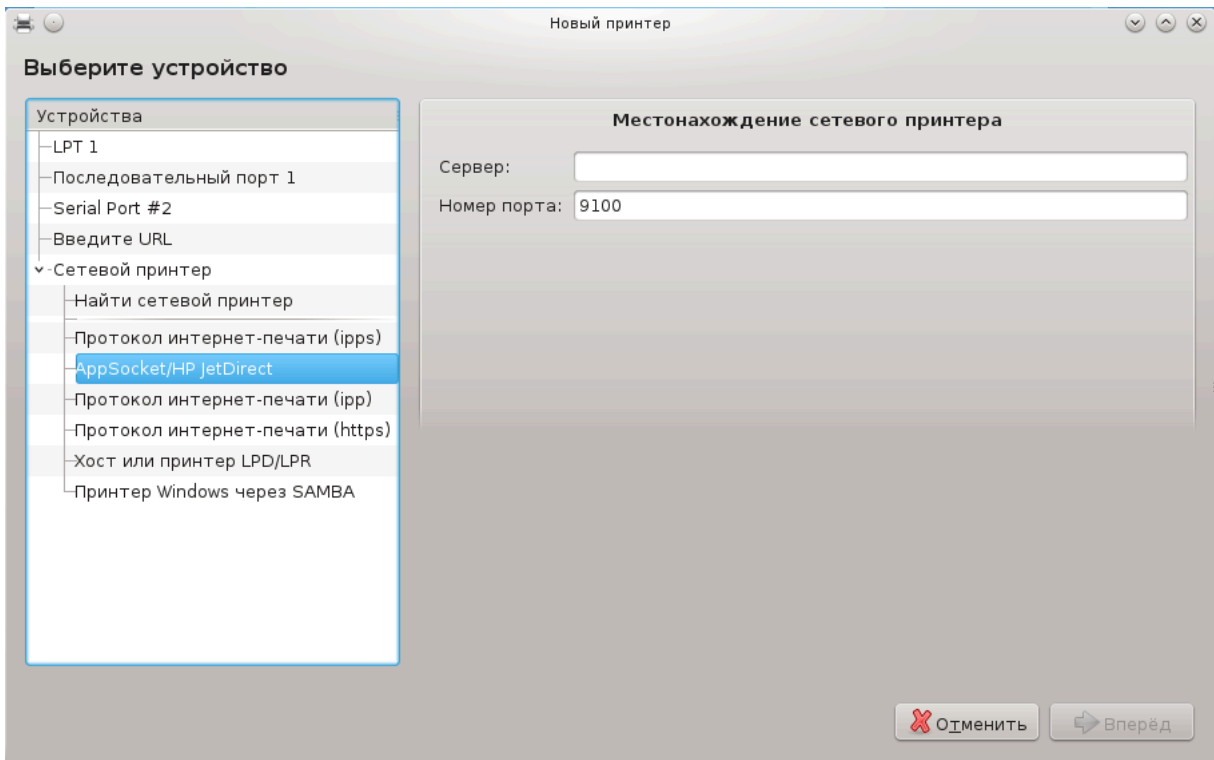 Новый принтер
Выберите устройство
Устройства
LPT 1
Последовательный порт 1
Serial Port #2
Введите URL
Сетевой принтер
Найти сетевой принтер
Протокол интернет-печати (ipps)
AppSocket/HP JetDirect
Протокол интернет-печати (ipp)
Протокол интернет-печати (https)
Хост или принтер LPD/LPR
Принтер Windows через SAMBA
Местонахождение сетевого принтера
Сервер:
Номер порта: 9100
Отменить
Вперёд